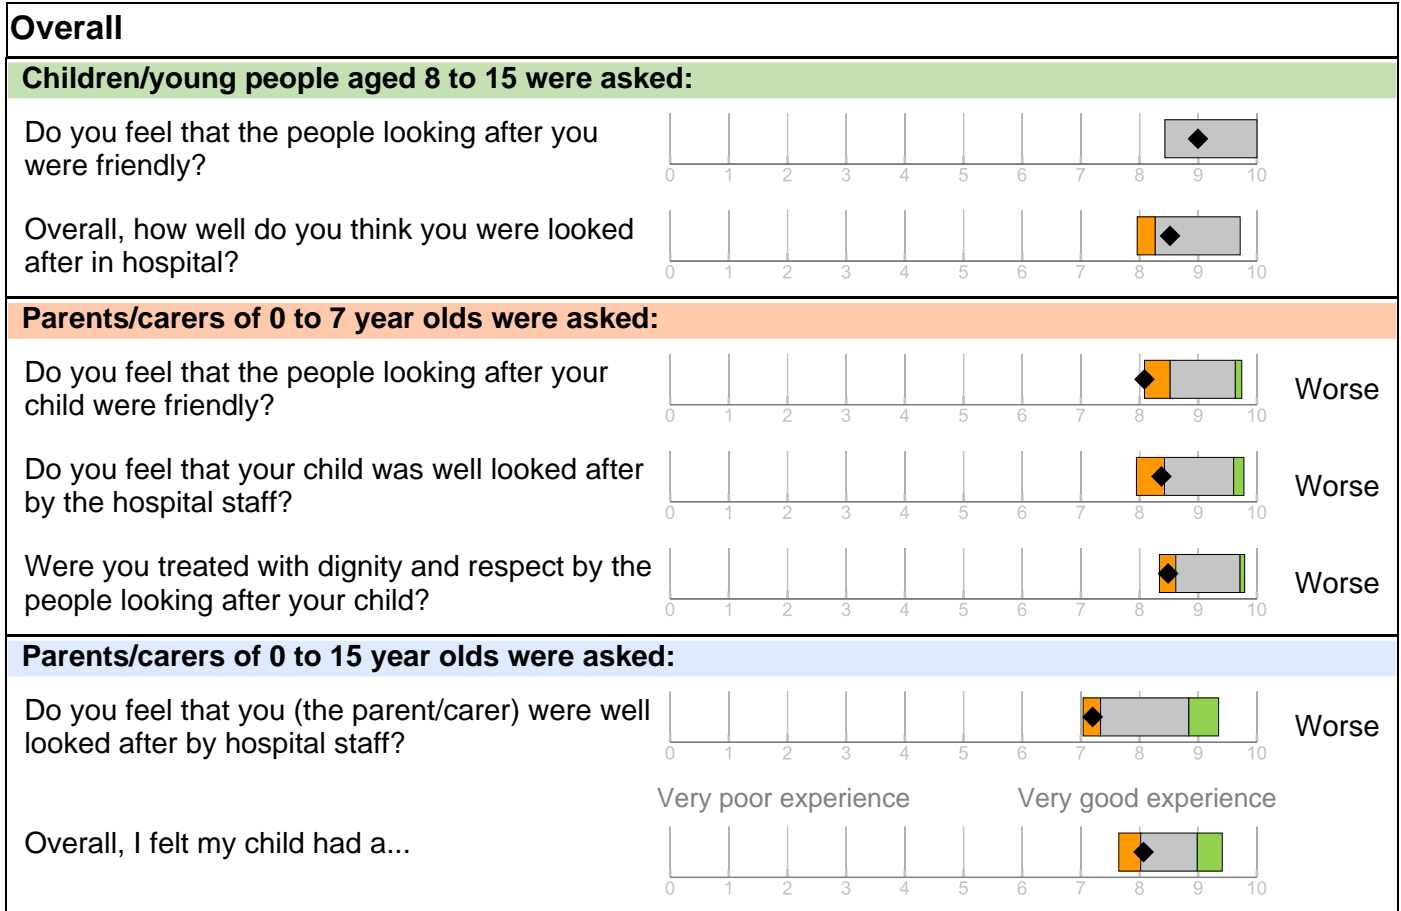 Overall
Children/young people aged 8 to 15 were asked:
Do you feel that the people looking after you
were friendly?
0 1 2 3 4 5 6 7 8 9 10
Overall, how well do you think you were looked
after in hospital?
0 1 2 3 4 5 6 7 8 9 10
Parents/carers of 0 to 7 year olds were asked:
Do you feel that the people looking after your
child were friendly?
Worse
0 1 2 3 4 5 6 7 8 9 10
Do you feel that your child was well looked after
by the hospital staff?
Worse
0 1 2 3 4 5 6 7 8 9 10
Were you treated with dignity and respect by the
people looking after your child?
Worse
0 1 2 3 4 5 6 7 8 9 10
Parents/carers of 0 to 15 year olds were asked:
Do you feel that you (the parent/carer) were well
looked after by hospital staff?
Worse
0 1 2 3 4 5 6 7 8 9 10
Very poor experience Very good experience
Overall, I felt my child had a...
0 1 2 3 4 5 6 7 8 9 10